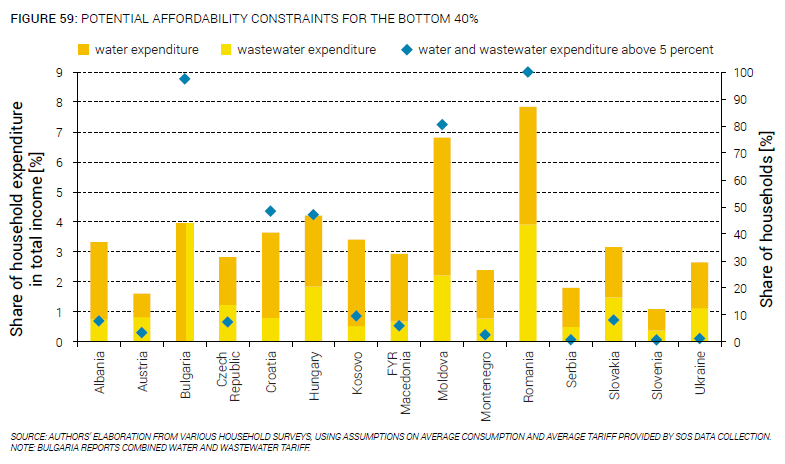 FIGURE 59: POTENTIAL AFFORDABILITY CONSTRAINTS FOR THE BOTTOM 40%
water expenditure wastewater expenditure water and wastewater expenditure above 5 percent
Share of household expenditure
in total income [%]
9
8
7
6
5
4
3
2
1
0
100
90
80
70
60
50
40
30
20
10
0
Share of households [%]
Albania
Austria
Bulgaria
Czech
Republic
Croatia
Hungary
Kosovo
FYR
Macedonia
Moldova
Montenegro
Romania
Serbia
Slovakia
Slovenia
Ukraine
SOURCE: AUTHORS' ELABORATION FROM VARIOUS HOUSEHOLD SURVEYS, USING ASSUMPTIONS ON AVERAGE CONSUMPTION AND AVERAGE TARIFF PROVIDED BY SOS DATA COLLECTION.
NOTE: BULGARIA REPORTS COMBINED WATER AND WASTEWATER TARIFF.